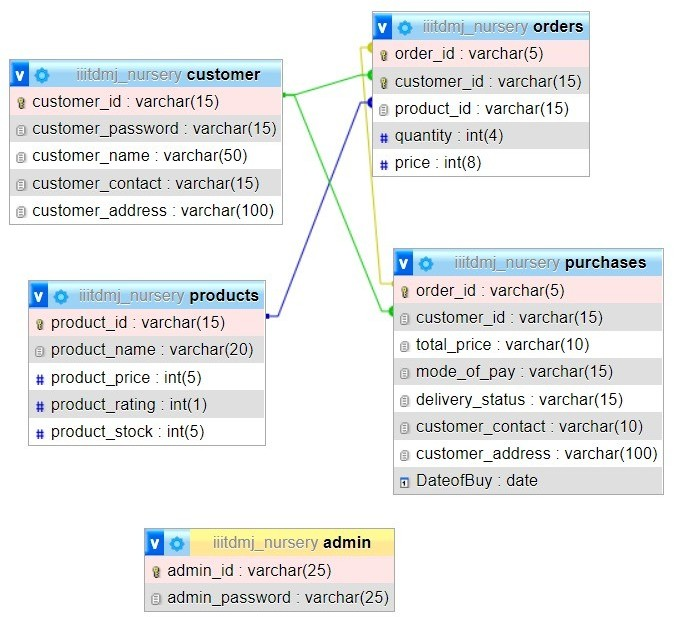 v iiitdmj_nursery customer
customer_id : varchar(15)
customer_password : varchar(15)
customer_name : varchar(50)
customer_contact : varchar(15)
customer_address : varchar(100)
v iiitdmj_nursery orders
order_id : varchar(5)
customer_id : varchar(15)
product_id : varchar(15)
# quantity : int(4)
# price : int(8)
v iiitdmj_nursery products
product_id : varchar(15)
product_name : varchar(20)
# product_price : int(5)
# product_rating : int(1)
# product_stock : int(5)
v iiitdmj_nursery purchases
order_id : varchar(5)
customer_id : varchar(15)
total_price : varchar(10)
mode_of_pay : varchar(15)
delivery_status : varchar(15)
customer_contact : varchar(10)
customer_address : varchar(100)
DateofBuy : date
v iiitdmj_nursery admin
admin_id : varchar(25)
admin_password : varchar(25)